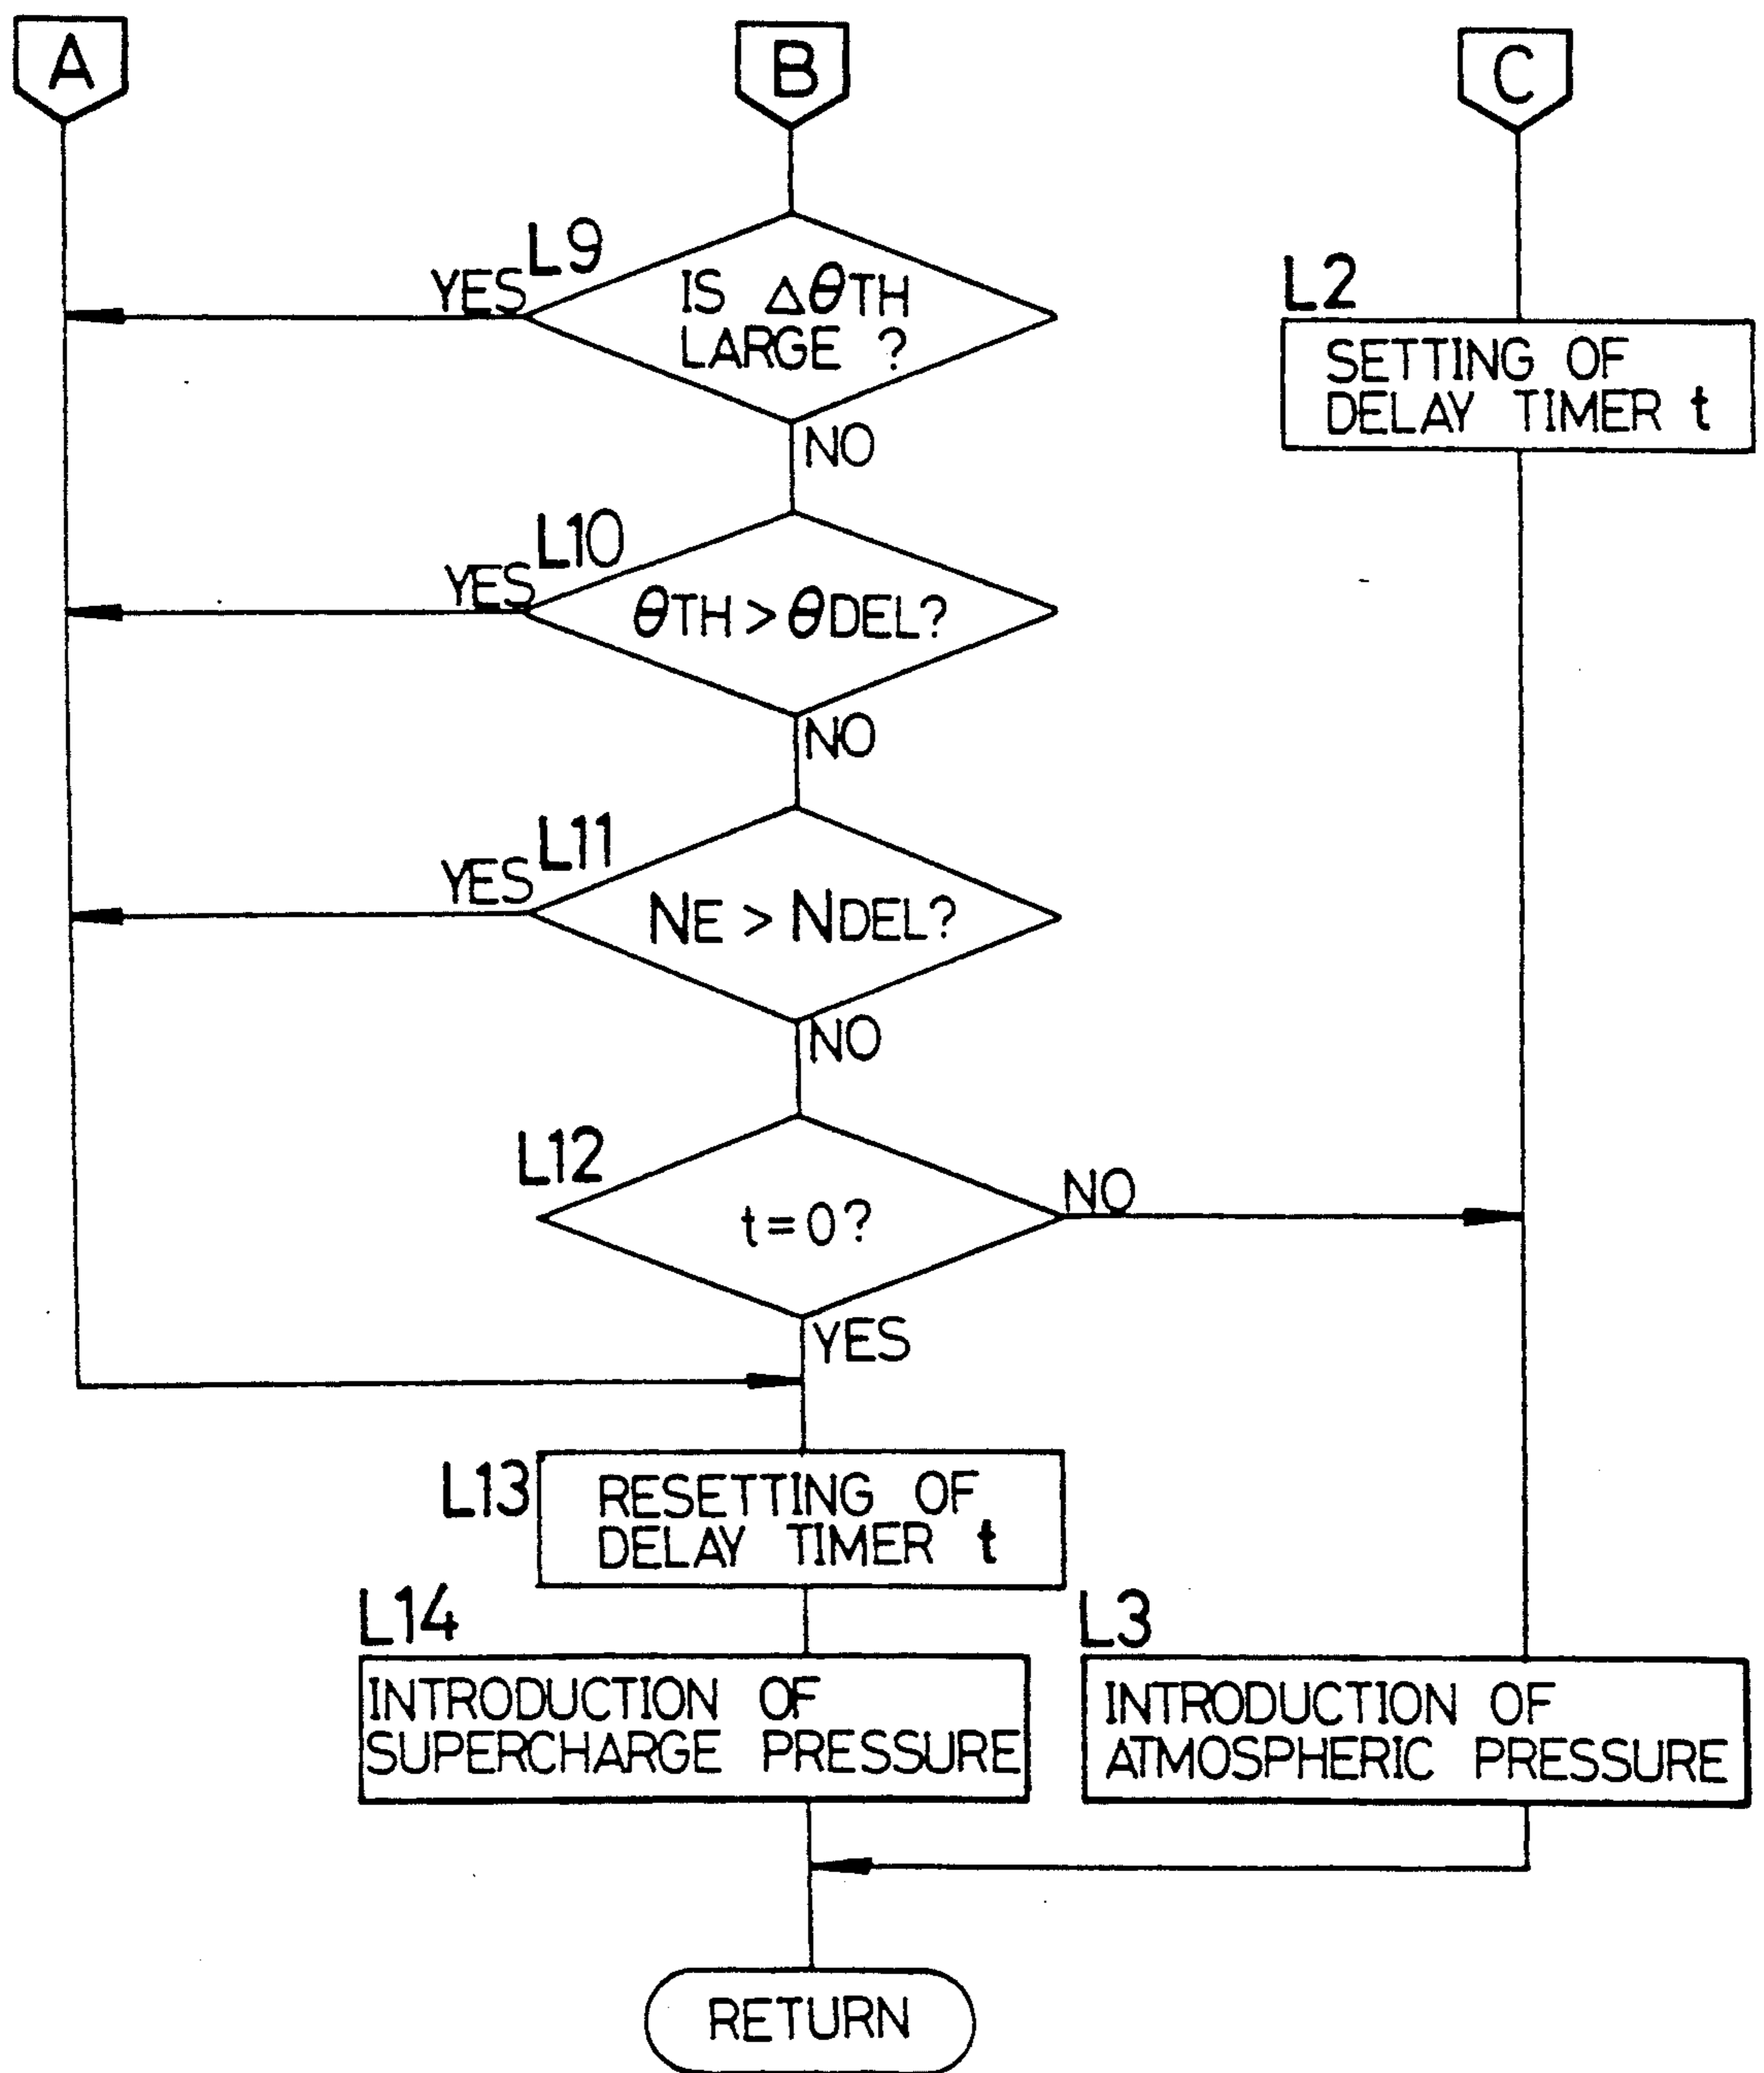 A
B
C
L9
YES
IS ΔθTH
LARGE ?
NO
L2
SETTING OF
DELAY TIMER t
L10
YES
θTH > θDEL?
NO
L11
YES
NE > NDEL?
NO
L12
t=0?
NO
YES
L13
RESETTING OF
DELAY TIMER t
L14
INTRODUCTION OF
SUPERCHARGE PRESSURE
L3
INTRODUCTION OF
ATMOSPHERIC PRESSURE
RETURN